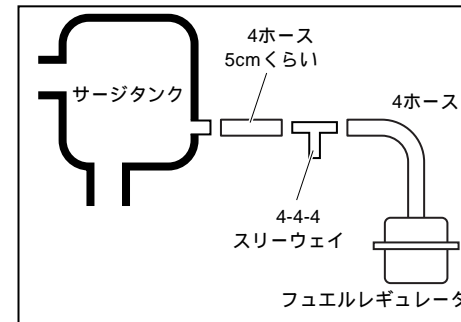 4ホース
5cmくらい
サージタンク
4ホース
4-4-4
スリーウェイ
フュエルレギュレータ